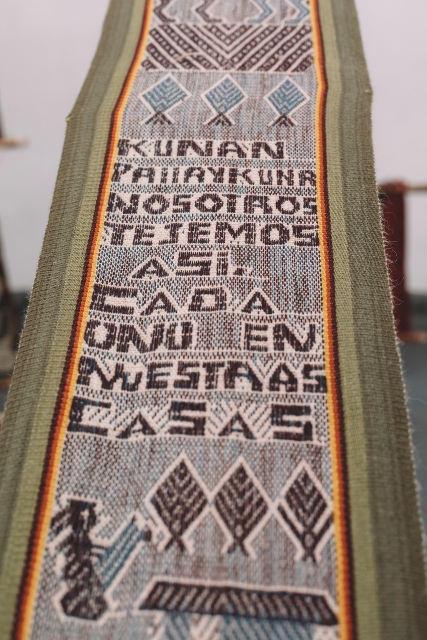 KUNAN
PAIIAYKUNA
NOSOTROS
TEJEMOS
ASI.
CADA
ONU EN
NUESTRAS
CASAS